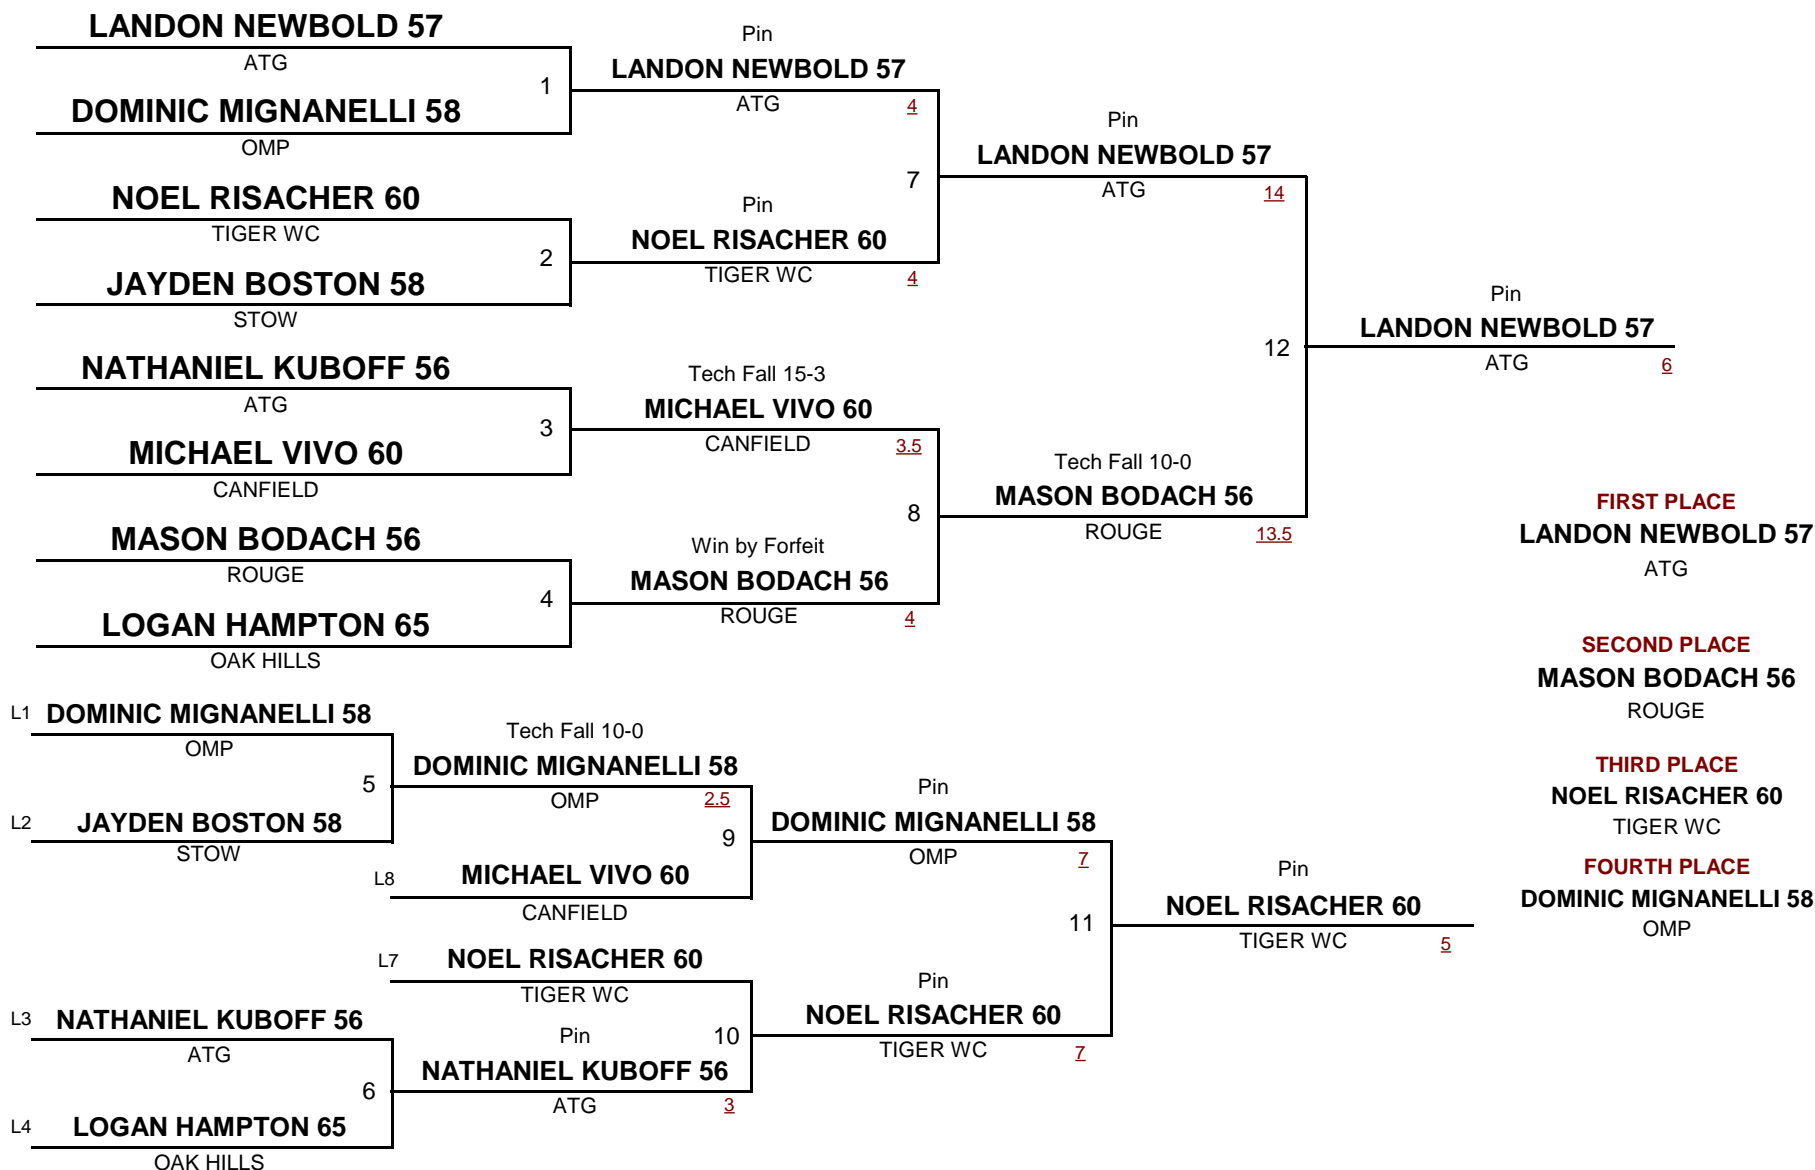 LANDON NEWBOLD 57
ATG
1
DOMINIC MIGNANELLI 58
OMP
NOEL RISACHER 60
TIGER WC
2
JAYDEN BOSTON 58
STOW
NATHANIEL KUBOFF 56
ATG
3
MICHAEL VIVO 60
CANFIELD
MASON BODACH 56
ROUGE
4
LOGAN HAMPTON 65
OAK HILLS
Pin
LANDON NEWBOLD 57
ATG 4
7
Pin
NOEL RISACHER 60
TIGER WC 4
Tech Fall 15-3
MICHAEL VIVO 60
CANFIELD 3.5
8
Win by Forfeit
MASON BODACH 56
ROUGE 4
Pin
LANDON NEWBOLD 57
ATG 14
12
Tech Fall 10-0
MASON BODACH 56
ROUGE 13.5
Pin
LANDON NEWBOLD 57
ATG 6
FIRST PLACE
LANDON NEWBOLD 57
ATG
SECOND PLACE
MASON BODACH 56
ROUGE
THIRD PLACE
NOEL RISACHER 60
TIGER WC
FOURTH PLACE
DOMINIC MIGNANELLI 58
OMP
L1 DOMINIC MIGNANELLI 58
OMP
5
L2 JAYDEN BOSTON 58
STOW
Tech Fall 10-0
DOMINIC MIGNANELLI 58
OMP 2.5
9
L8 MICHAEL VIVO 60
CANFIELD
L7 NOEL RISACHER 60
TIGER WC
10
L3 NATHANIEL KUBOFF 56
ATG
6
L4 LOGAN HAMPTON 65
OAK HILLS
Pin
NATHANIEL KUBOFF 56
ATG 3
Pin
DOMINIC MIGNANELLI 58
OMP 7
11
Pin
NOEL RISACHER 60
TIGER WC 7
Pin
NOEL RISACHER 60
TIGER WC 5